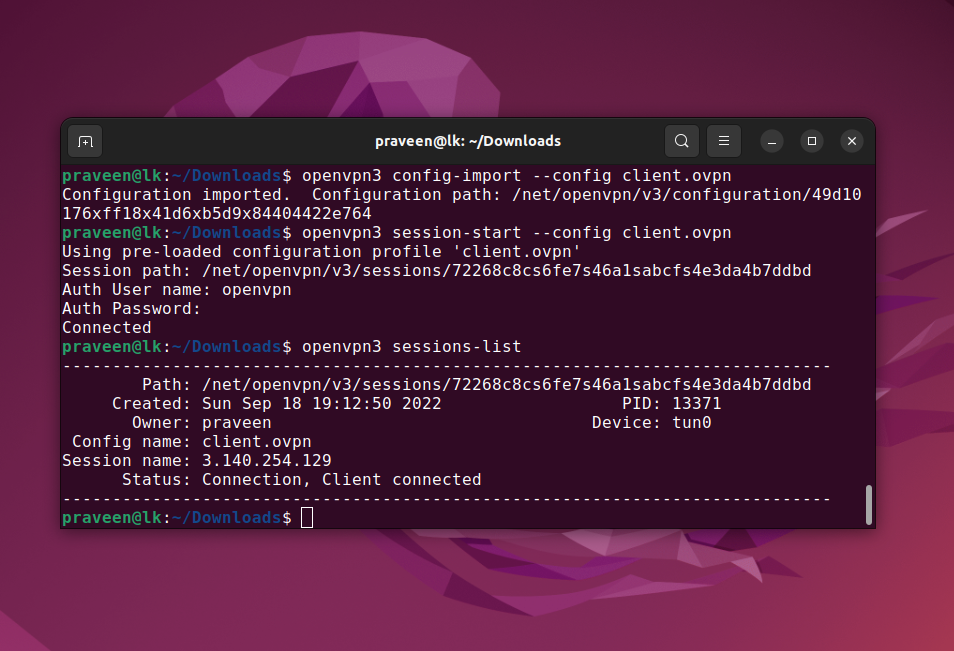 praveen@lk: ~/Downloads
praveen@lk:~/Downloads$ openvpn3 config-import --config client.ovpn
Configuration imported.  Configuration path: /net/openvpn/v3/configuration/49d10
176xff18x41d6xb5d9x84404422e764
praveen@lk:~/Downloads$ openvpn3 session-start --config client.ovpn
Using pre-loaded configuration profile 'client.ovpn'
Session path: /net/openvpn/v3/sessions/72268c8cs6fe7s46a1sabcfs4e3da4b7ddbd
Auth User name: openvpn
Auth Password:
Connected
praveen@lk:~/Downloads$ openvpn3 sessions-list
-----------------------------------------------------------------------------
        Path: /net/openvpn/v3/sessions/72268c8cs6fe7s46a1sabcfs4e3da4b7ddbd
     Created: Sun Sep 18 19:12:50 2022                  PID: 13371
       Owner: praveen                                Device: tun0
 Config name: client.ovpn
Session name: 3.140.254.129
      Status: Connection, Client connected
-----------------------------------------------------------------------------
praveen@lk:~/Downloads$